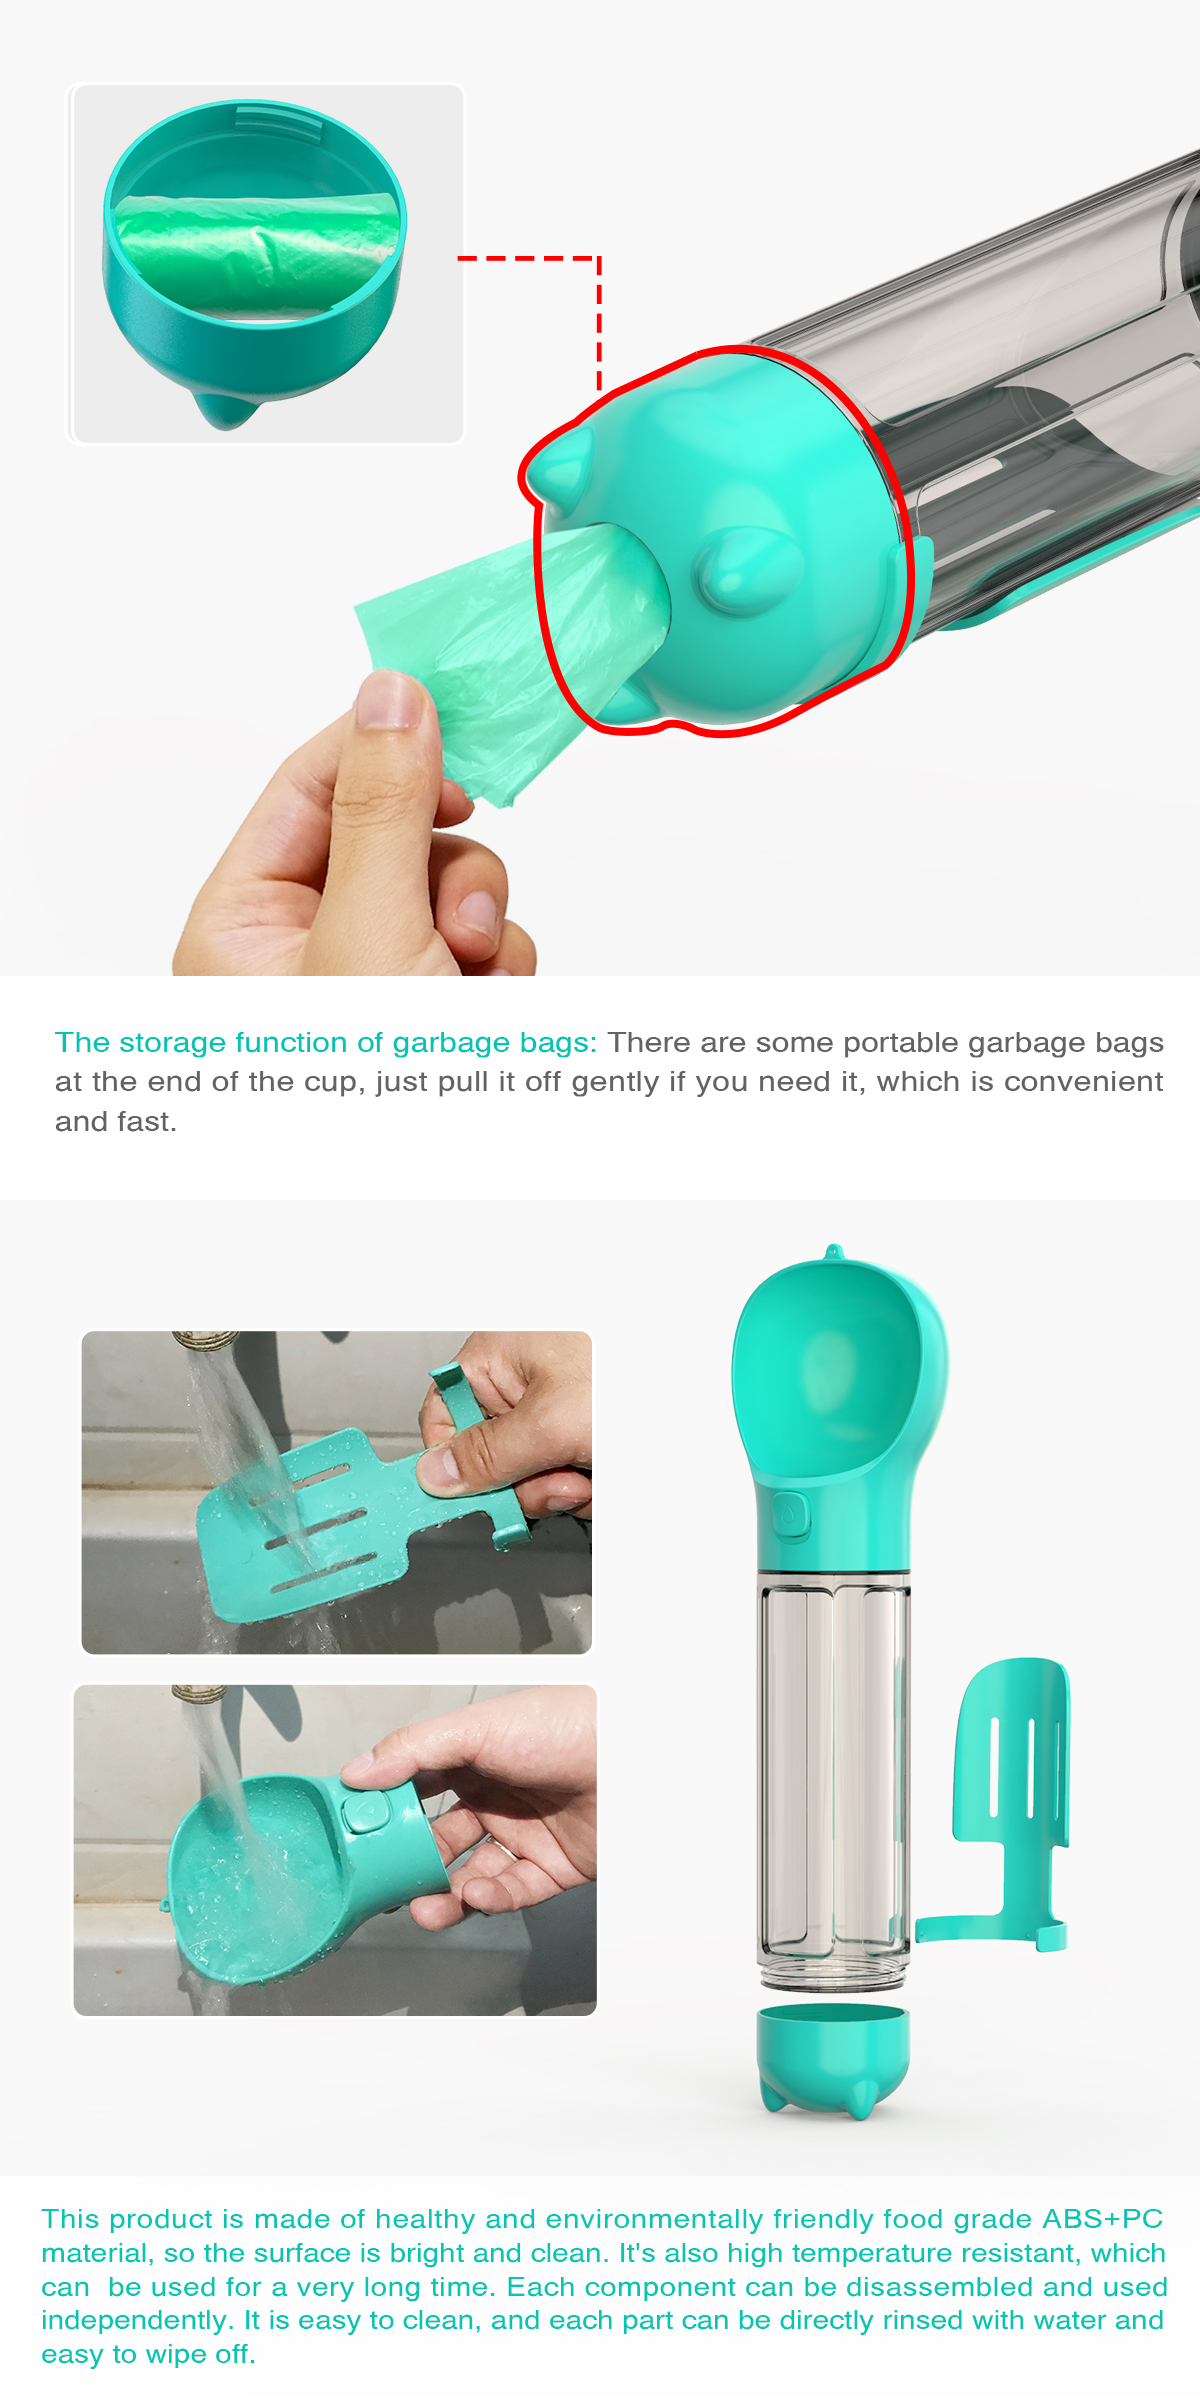 The storage function of garbage bags: There are some portable garbage bags
at the end of the cup, just pull it off gently if you need it, which is convenient
and fast.
This product is made of healthy and environmentally friendly food grade ABS+PC
material, so the surface is bright and clean. It's also high temperature resistant, which
can  be used for a very long time. Each component can be disassembled and used
independently. It is easy to clean, and each part can be directly rinsed with water and
easy to wipe off.